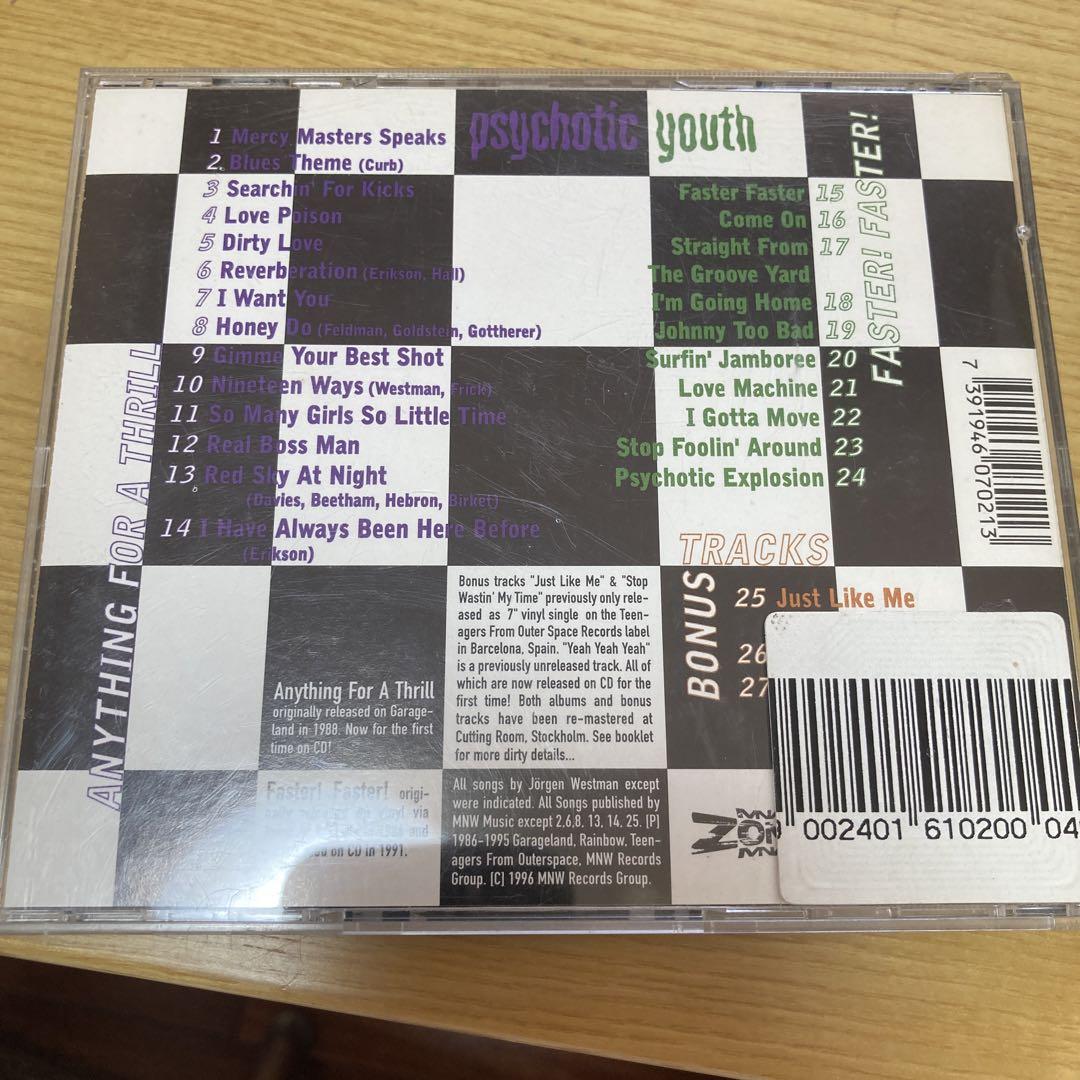 psychotic youth
1 Mercy Masters Speaks
2 Blues Theme (Curb)
3 Searchin' For Kicks
4 Love Poison
5 Dirty Love
6 Reverberation (Erikson, Hall)
7 I Want You
8 Honey Do (Feldman, Goldstein, Gottherer)
9 Gimme Your Best Shot
10 Nineteen Ways (Westman, Frick)
11 So Many Girls So Little Time
12 Real Boss Man
13 Red Sky At Night
(Davies, Beetham, Hebron, Birket)
14 I Have Always Been Here Before
(Erikson)
ANYTHING FOR A THRILL
Faster Faster 15
Come On 16
Straight From 17
The Groove Yard
I'm Going Home 18
Johnny Too Bad 19
Surfin' Jamboree 20
Love Machine 21
I Gotta Move 22
Stop Foolin' Around 23
Psychotic Explosion 24
FASTER! FASTER!
7 391946 070213
BONUS TRACKS
25 Just Like Me
26
27
Anything For A Thrill
originally released on Garage-
land in 1988. Now for the first
time on CD!
Bonus tracks "Just Like Me" & "Stop
Wastin' My Time" previously only rele-
ased as 7" vinyl single on the Teen-
agers From Outer Space Records label
in Barcelona, Spain. "Yeah Yeah Yeah"
is a previously unreleased track. All of
which are now released on CD for the
first time! Both albums and bonus
tracks have been re-mastered at
Cutting Room, Stockholm. See booklet
for more dirty details...
Faster! Faster! origi-
vinyl via
and
on CD in 1991.
All songs by Jörgen Westman except
were indicated. All Songs published by
MNW Music except 2.6.8, 13, 14, 25. [P]
1986-1995 Garageland, Rainbow, Teen-
agers From Outerspace, MNW Records
Group. [C] 1996 MNW Records Group.
002401 610200 04